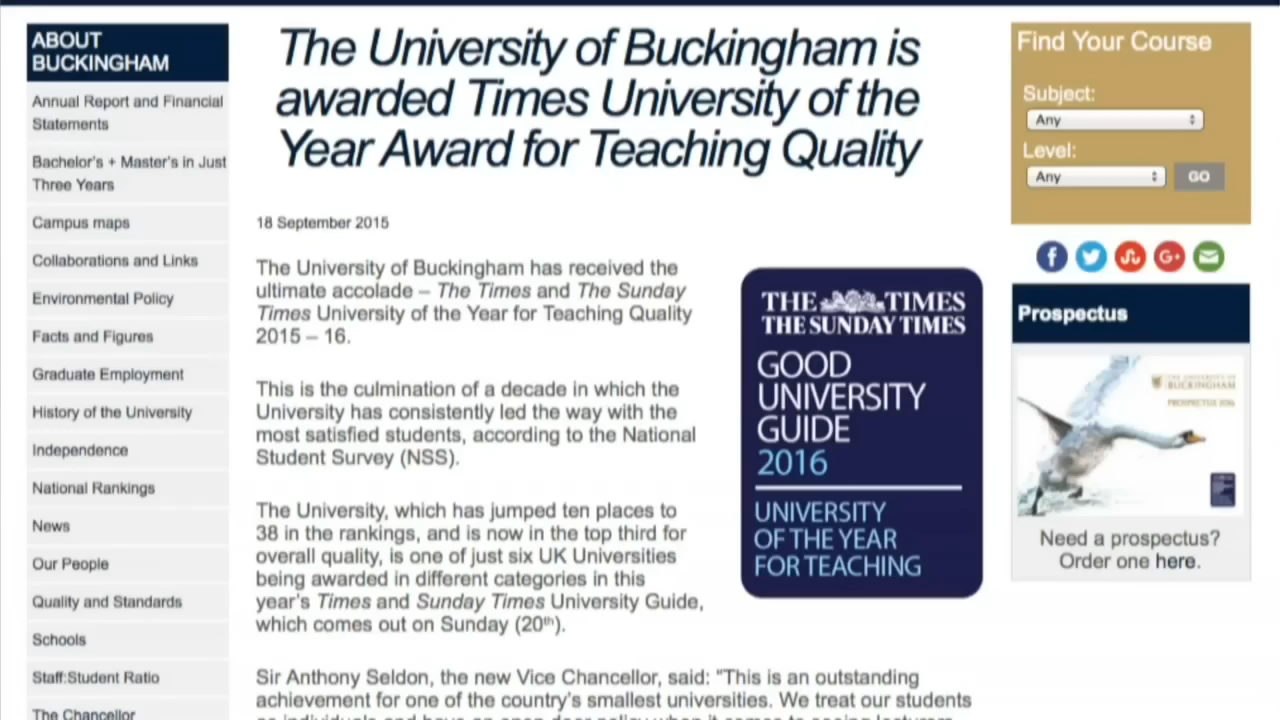 ABOUT
BUCKINGHAM
Annual Report and Financial
Statements
Bachelor's + Master's in Just
Three Years
Campus maps
Collaborations and Links
Environmental Policy
Facts and Figures
Graduate Employment
History of the University
Independence
National Rankings
News
Our People
Quality and Standards
Schools
Staff:Student Ratio
The Chancellor
The University of Buckingham is
awarded Times University of the
Year Award for Teaching Quality
18 September 2015
The University of Buckingham has received the
ultimate accolade – The Times and The Sunday
Times University of the Year for Teaching Quality
2015 – 16.
This is the culmination of a decade in which the
University has consistently led the way with the
most satisfied students, according to the National
Student Survey (NSS).
The University, which has jumped ten places to
38 in the rankings, and is now in the top third for
overall quality, is one of just six UK Universities
being awarded in different categories in this
year's Times and Sunday Times University Guide,
which comes out on Sunday (20th).
Sir Anthony Seldon, the new Vice Chancellor, said: "This is an outstanding
achievement for one of the country's smallest universities. We treat our students
THE TIMES
THE SUNDAY TIMES
GOOD
UNIVERSITY
GUIDE
2016
UNIVERSITY
OF THE YEAR
FOR TEACHING
Find Your Course
Subject:
Any
Level:
Any
GO
Prospectus
THE UNIVERSITY OF
BUCKINGHAM
PROSPECTUS 2016
Need a prospectus?
Order one here.